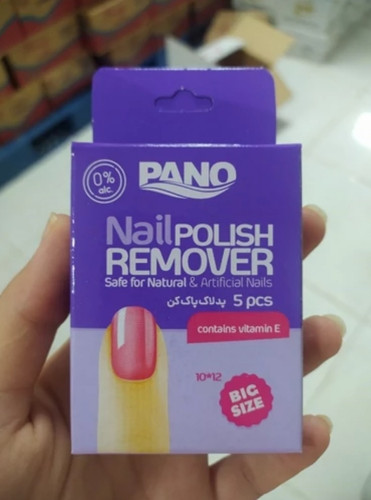 0%
alc.
PANO
Nail POLISH
REMOVER
Safe for Natural & Artificial Nails
پد لاک پاک کن 5 pcs
contains vitamin E
10*12
BIG
SIZE